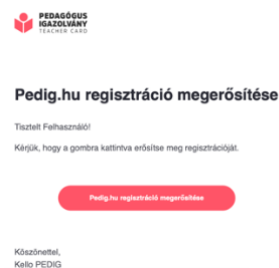 PEDAGÓGUS
IGAZOLVÁNY
TEACHER CARD
Pedig.hu regisztráció megerősítése
Tisztelt Felhasználó!
Kérjük, hogy a gombra kattintva erősítse meg regisztrációját.
Pedig.hu regisztráció megerősítése
Köszönettel,
Kello PEDIG